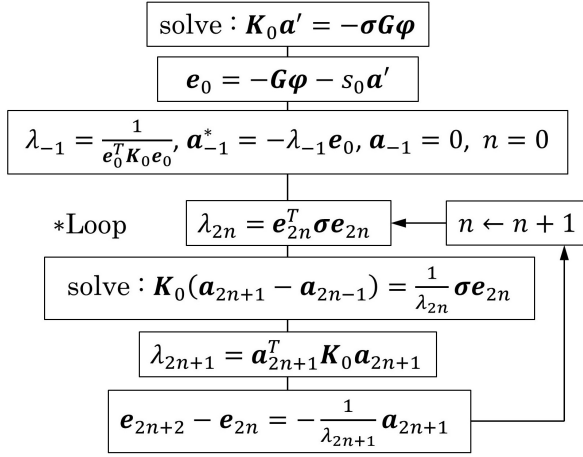 solve : K₀a′ = −σGφ
e₀ = −Gφ − s₀a′
λ₋₁ = 1/(e₀ᵀK₀e₀), a*₋₁ = −λ₋₁e₀, a₋₁ = 0, n = 0
*Loop
λ₂ₙ = e₂ₙᵀσe₂ₙ
n ← n + 1
solve : K₀(a₂ₙ₊₁ − a₂ₙ₋₁) = 1/λ₂ₙ σe₂ₙ
λ₂ₙ₊₁ = a₂ₙ₊₁ᵀK₀a₂ₙ₊₁
e₂ₙ₊₂ − e₂ₙ = −1/λ₂ₙ₊₁ a₂ₙ₊₁